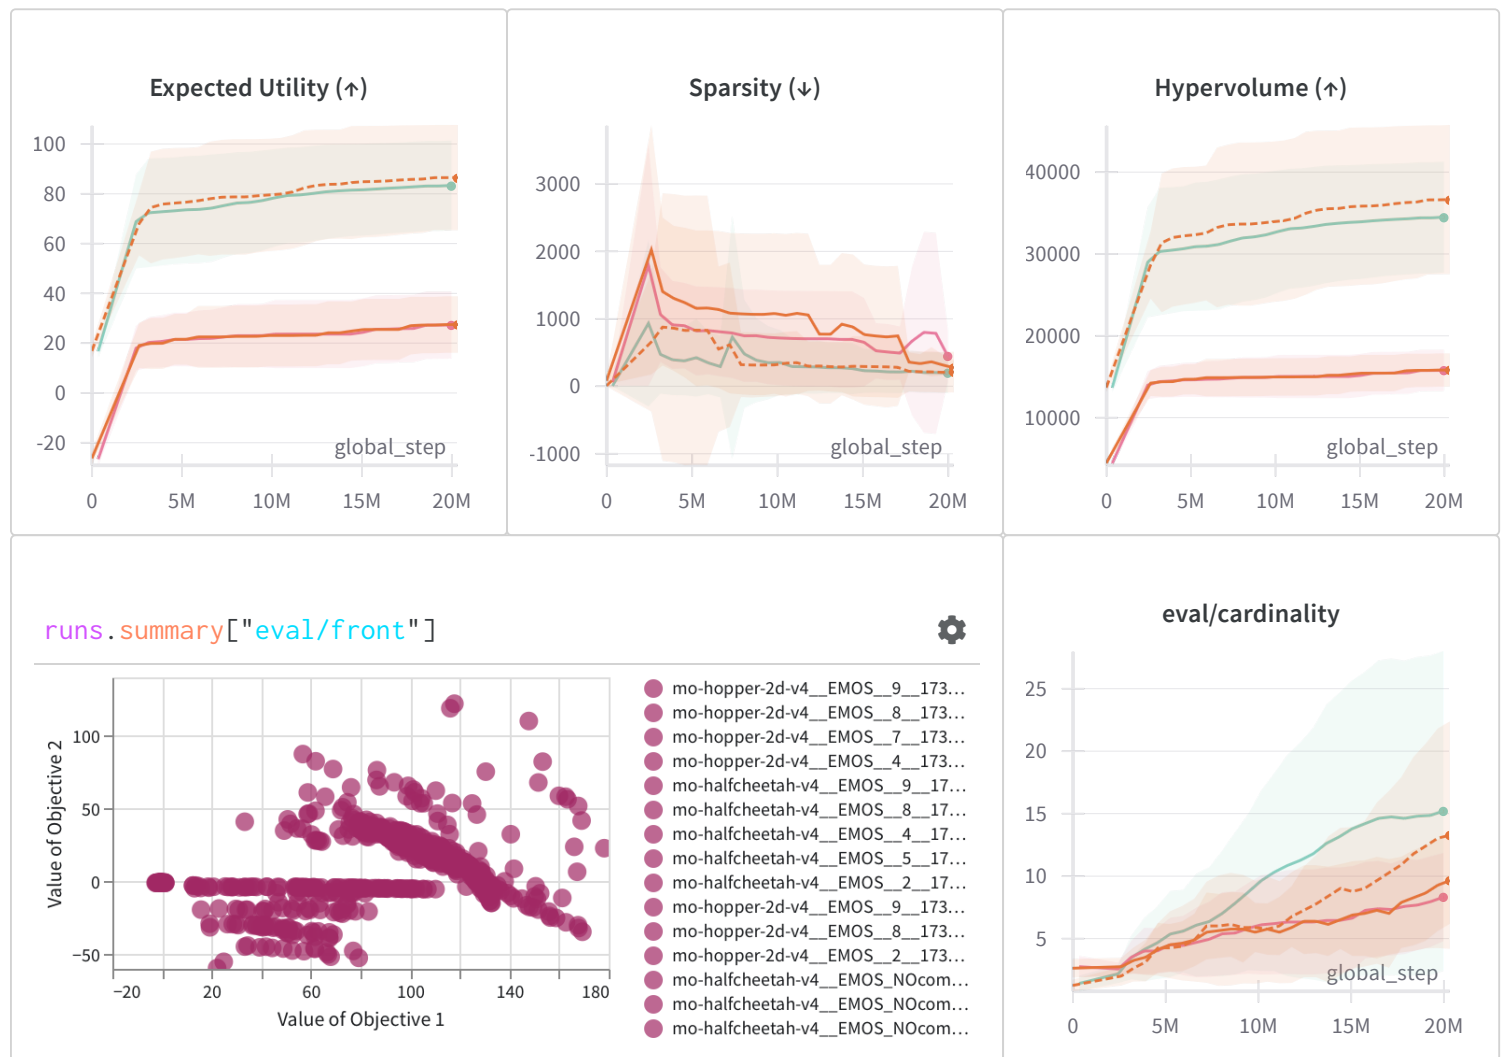 Expected Utility (↑)
100
80
60
40
20
0
-20
global_step
0 5M 10M 15M 20M
Sparsity (↓)
3000
2000
1000
0
-1000
global_step
0 5M 10M 15M 20M
Hypervolume (↑)
40000
30000
20000
10000
global_step
0 5M 10M 15M 20M
runs.summary["eval/front"]
Value of Objective 2
100
50
0
−50
−20 20 60 100 140 180
Value of Objective 1
mo-hopper-2d-v4__EMOS__9__173…
mo-hopper-2d-v4__EMOS__8__173…
mo-hopper-2d-v4__EMOS__7__173…
mo-hopper-2d-v4__EMOS__4__173…
mo-halfcheetah-v4__EMOS__9__17…
mo-halfcheetah-v4__EMOS__8__17…
mo-halfcheetah-v4__EMOS__4__17…
mo-halfcheetah-v4__EMOS__5__17…
mo-halfcheetah-v4__EMOS__2__17…
mo-hopper-2d-v4__EMOS__9__173…
mo-hopper-2d-v4__EMOS__8__173…
mo-hopper-2d-v4__EMOS__2__173…
mo-halfcheetah-v4__EMOS_NOcom…
mo-halfcheetah-v4__EMOS_NOcom…
mo-halfcheetah-v4__EMOS_NOcom…
eval/cardinality
25
20
15
10
5
global_step
0 5M 10M 15M 20M